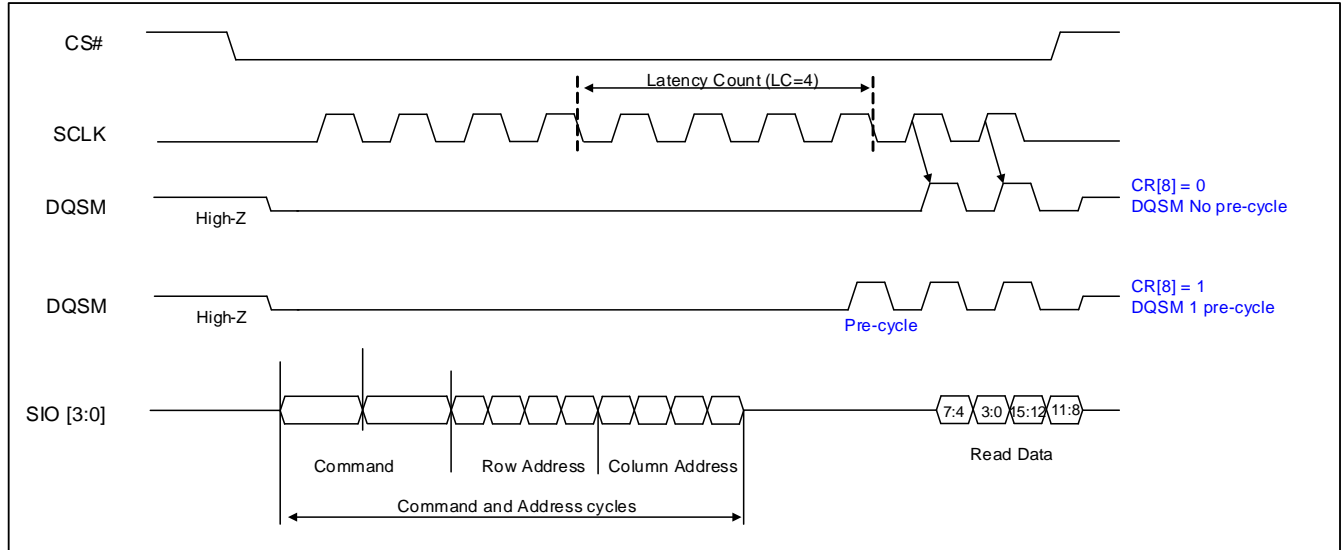 CS#
Latency Count (LC=4)
SCLK
CR[8] = 0
DQSM
DQSM No pre-cycle
High-Z
CR[8] = 1
DQSM
DQSM 1 pre-cycle
High-Z
Pre-cycle
SIO [3:0]
7:4 3:0 15:12 11:8
Command Row Address Column Address
Read Data
Command and Address cycles